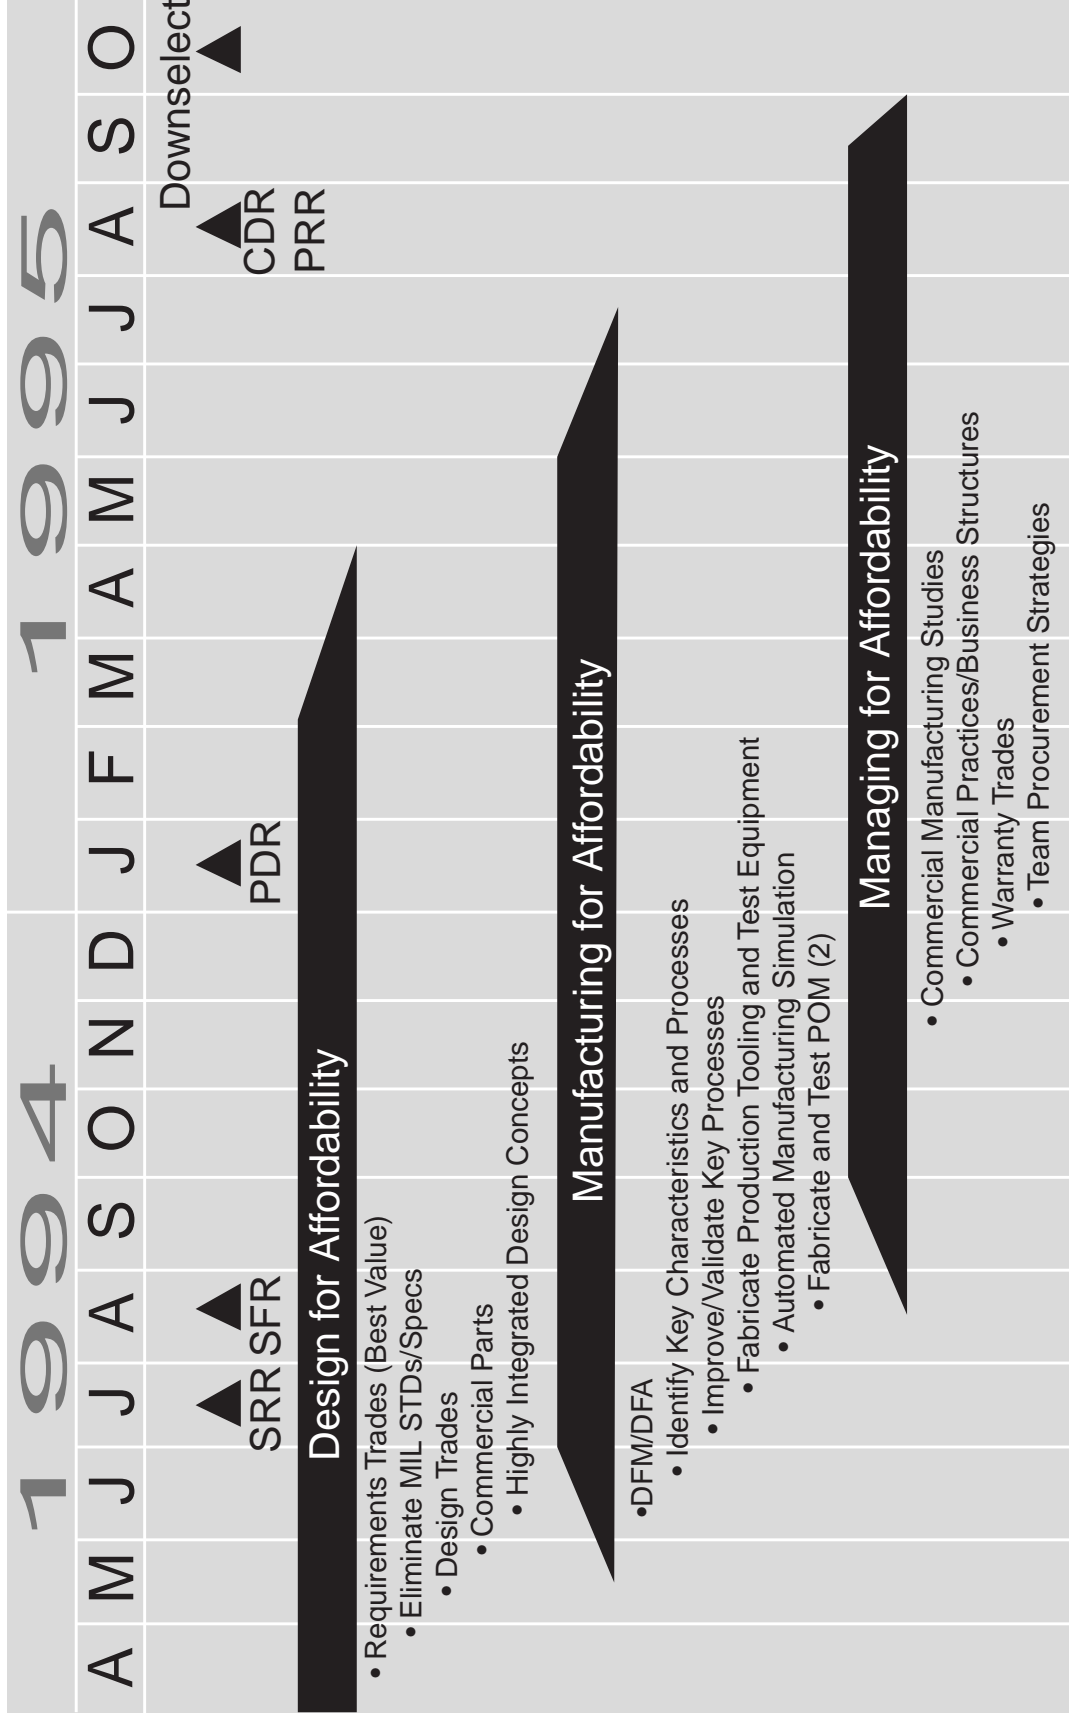 1994 1995
A M J J A S O N D J F M A M J J A S O
Downselect
SRR SFR PDR CDR
PRR
Design for Affordability
• Requirements Trades (Best Value)
• Eliminate MIL STDs/Specs
• Design Trades
• Commercial Parts
• Highly Integrated Design Concepts
Manufacturing for Affordability
•DFM/DFA
• Identify Key Characteristics and Processes
• Improve/Validate Key Processes
• Fabricate Production Tooling and Test Equipment
• Automated Manufacturing Simulation
• Fabricate and Test POM (2)
Managing for Affordability
• Commercial Manufacturing Studies
• Commercial Practices/Business Structures
• Warranty Trades
• Team Procurement Strategies